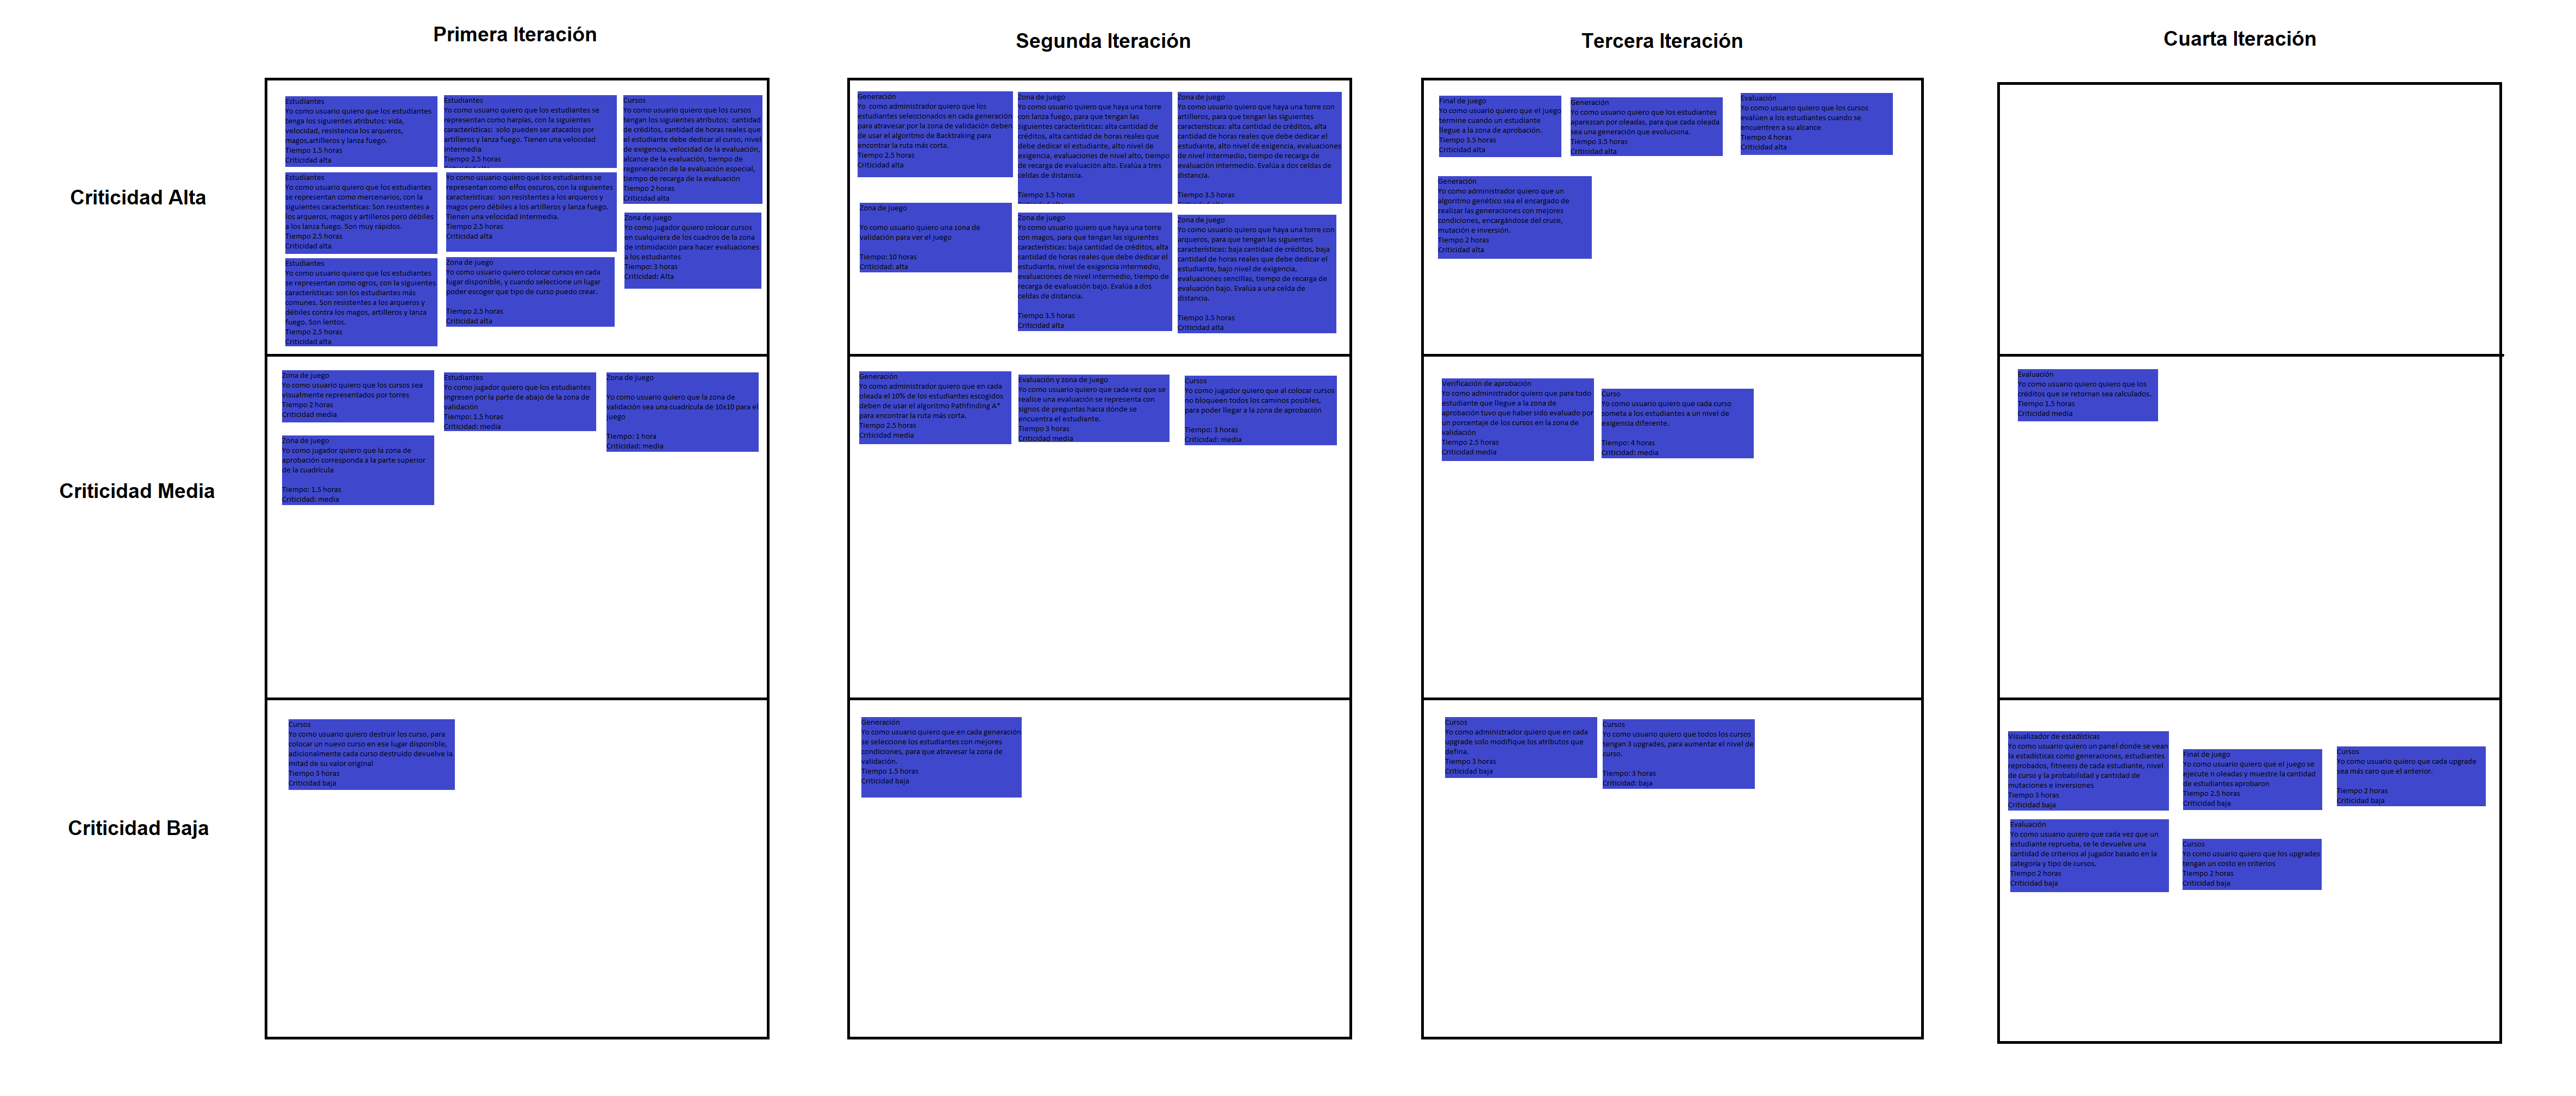 Primera Iteración
Segunda Iteración
Tercera Iteración
Cuarta Iteración
Criticidad Alta
Estudiantes
Yo como usuario quiero que los estudiantes
tenga los siguientes atributos: vida,
velocidad, resistencia los arqueros,
magos,artilleros y lanza fuego.
Tiempo 1.5 horas
Criticidad alta
Estudiantes
Yo como usuario quiero que los estudiantes se
representan como harpías, con la siguientes
características:  solo pueden ser atacados por
artilleros y lanza fuego. Tienen una velocidad
intermedia
Tiempo 2.5 horas
Cursos
Yo como usuario quiero que los cursos
tengan los siguientes atributos:  cantidad
de créditos, cantidad de horas reales que
el estudiante debe dedicar al curso, nivel
de exigencia, velocidad de la evaluación,
alcance de la evaluación, tiempo de
regeneración de la evaluación especial,
tiempo de recarga de la evaluación
Tiempo 2 horas
Criticidad alta
Estudiantes
Yo como usuario quiero que los estudiantes
se representan como mercenarios, con la
siguientes características: Son resistentes a
los arqueros, magos y artilleros pero débiles
a los lanza fuego. Son muy rápidos.
Tiempo 2.5 horas
Criticidad alta
Yo como usuario quiero que los estudiantes se
representan como elfos oscuros, con la siguientes
características:  son resistentes a los arqueros y
magos pero débiles a los artilleros y lanza fuego.
Tienen una velocidad intermedia.
Tiempo 2.5 horas
Criticidad alta
Zona de juego
Yo como jugador quiero colocar cursos
en cualquiera de los cuadros de la zona
de intimidación para hacer evaluaciones
a los estudiantes
Tiempo: 3 horas
Criticidad: Alta
Estudiantes
Yo como usuario quiero que los estudiantes
se representan como ogros, con la siguientes
características: son los estudiantes más
comunes. Son resistentes a los arqueros y
débiles contra los magos, artilleros y lanza
fuego. Son lentos.
Tiempo 2.5 horas
Criticidad alta
Zona de juego
Yo como usuario quiero colocar cursos en cada
lugar disponible, y cuando seleccione un lugar
poder escoger que tipo de curso puedo crear.
Tiempo 2.5 horas
Criticidad alta
Generación
Yo  como administrador quiero que los
estudiantes seleccionados en cada generación
para atravesar por la zona de validación deben
de usar el algoritmo de Backtraking para
encontrar la ruta más corta.
Tiempo 2.5 horas
Criticidad alta
Zona de juego
Yo como usuario quiero que haya una torre
con lanza fuego, para que tengan las
siguientes características: alta cantidad de
créditos, alta cantidad de horas reales que
debe dedicar el estudiante, alto nivel de
exigencia, evaluaciones de nivel alto, tiempo
de recarga de evaluación alto. Evalúa a tres
celdas de distancia.
Tiempo 3.5 horas
Zona de juego
Yo como usuario quiero que haya una torre con
artilleros, para que tengan las siguientes
características: alta cantidad de créditos, alta
cantidad de horas reales que debe dedicar el
estudiante, alto nivel de exigencia, evaluaciones
de nivel intermedio, tiempo de recarga de
evaluación intermedio. Evalúa a dos celdas de
distancia.
Tiempo 3.5 horas
Zona de juego
Yo como usuario quiero una zona de
validación para ver el juego
Tiempo: 10 horas
Criticidad: alta
Zona de juego
Yo como usuario quiero que haya una torre
con magos, para que tengan las siguientes
características: baja cantidad de créditos, alta
cantidad de horas reales que debe dedicar el
estudiante, nivel de exigencia intermedio,
evaluaciones de nivel intermedio, tiempo de
recarga de evaluación bajo. Evalúa a dos
celdas de distancia.
Tiempo 3.5 horas
Criticidad alta
Zona de juego
Yo como usuario quiero que haya una torre con
arqueros, para que tengan las siguientes
características: baja cantidad de créditos, baja
cantidad de horas reales que debe dedicar el
estudiante, bajo nivel de exigencia,
evaluaciones sencillas, tiempo de recarga de
evaluación bajo. Evalúa a una celda de
distancia.
Tiempo 3.5 horas
Criticidad alta
Final de juego
Yo como usuario quiero que el juego
termine cuando un estudiante
llegue a la zona de aprobación.
Tiempo 3.5 horas
Criticidad alta
Generación
Yo como usuario quiero que los estudiantes
aparezcan por oleadas, para que cada oleada
sea una generación que evoluciona.
Tiempo 3.5 horas
Criticidad alta
Evaluación
Yo como usuario quiero que los cursos
evalúen a los estudiantes cuando se
encuentren a su alcance
Tiempo 4 horas
Criticidad alta
Generación
Yo como administrador quiero que un
algoritmo genético sea el encargado de
realizar las generaciones con mejores
condiciones, encargándose del cruce,
mutación e inversión.
Tiempo 2 horas
Criticidad alta
Criticidad Media
Zona de juego
Yo como usuario quiero que los cursos sea
visualmente representados por torres
Tiempo 2 horas
Criticidad media
Estudiantes
Yo como jugador quiero que los estudiantes
ingresen por la parte de abajo de la zona de
validación
Tiempo: 1.5 horas
Criticidad: media
Zona de juego
Yo como usuario quiero que la zona de
validación sea una cuadrícula de 10x10 para el
juego
Tiempo: 1 hora
Criticidad: media
Zona de juego
Yo como jugador quiero que la zona de
aprobación corresponda a la parte superior
de la cuadrícula
Tiempo: 1.5 horas
Criticidad: media
Generación
Yo como administrador quiero que en cada
oleada el 10% de los estudiantes escogidos
deben de usar el algoritmo Pathfinding A*
para encontrar la ruta más corta.
Tiempo 2.5 horas
Criticidad media
Evaluación y zona de juego
Yo como usuario quiero que cada vez que se
realice una evaluación se representa con
signos de preguntas hacia dónde se
encuentra el estudiante.
Tiempo 3 horas
Criticidad media
Cursos
Yo como jugador quiero que al colocar cursos
no bloqueen todos los caminos posibles,
para poder llegar a la zona de aprobación
Tiempo: 3 horas
Criticidad: media
Verificación de aprobación
Yo como administrador quiero que para todo
estudiante que llegue a la zona de
aprobación tuvo que haber sido evaluado por
un porcentaje de los cursos en la zona de
validación
Tiempo 2.5 horas
Criticidad media
Curso
Yo como usuario quiero que cada curso
someta a los estudiantes a un nivel de
exigencia diferente.
Tiempo: 4 horas
Criticidad: media
Evaluación
Yo como usuario quiero quiero que los
créditos que se retornan sea calculados.
Tiempo 1.5 horas
Criticidad media
Criticidad Baja
Cursos
Yo como usuario quiero destruir los curso, para
colocar un nuevo curso en ese lugar disponible,
adicionalmente cada curso destruido devuelve la
mitad de su valor original
Tiempo 3 horas
Criticidad baja
Generación
Yo como usuario quiero que en cada generación
se seleccione los estudiantes con mejores
condiciones, para que atravesar la zona de
validación.
Tiempo 1.5 horas
Criticidad baja
Cursos
Yo como administrador quiero que en cada
upgrade solo modifique los atributos que
defina.
Tiempo 3 horas
Criticidad baja
Cursos
Yo como usuario quiero que todos los cursos
tengan 3 upgrades, para aumentar el nivel de
curso.
Tiempo: 3 horas
Criticidad: baja
Visualizador de estadísticas
Yo como usuario quiero un panel donde se vean
la estadísticas como generaciones, estudiantes
reprobados, fitneess de cada estudiante, nivel
de curso y la probabilidad y cantidad de
mutaciones e inversiones
Tiempo 3 horas
Criticidad baja
Final de juego
Yo como usuario quiero que el juego se
ejecute n oleadas y muestre la cantidad
de estudiantes aprobaron
Tiempo 2.5 horas
Criticidad baja
Cursos
Yo como usuario quiero que cada upgrade
sea más caro que el anterior.
Tiempo 2 horas
Criticidad baja
Evaluación
Yo como usuario quiero que cada vez que un
estudiante reprueba, se le devuelve una
cantidad de criterios al jugador basado en la
categoría y tipo de cursos.
Tiempo 2 horas
Criticidad baja
Cursos
Yo como usuario quiero que los upgrades
tengan un costo en criterios
Tiempo 2 horas
Criticidad baja